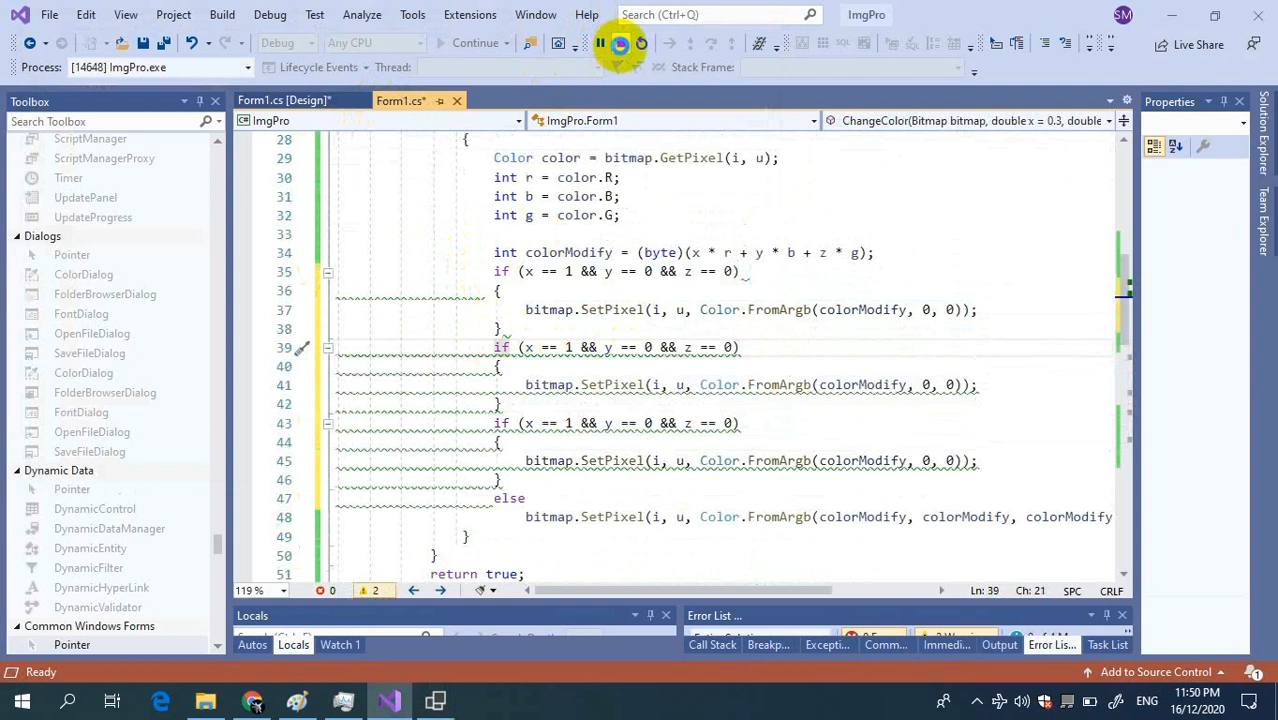 File Edit View Project Build Debug Test Analyze Tools Extensions Window Help Search (Ctrl+Q) ImgPro SM
Debug Any CPU Continue Live Share
Process: [14648] ImgPro.exe Lifecycle Events Thread: Stack Frame:
Toolbox
Search Toolbox
ScriptManager
ScriptManagerProxy
Timer
UpdatePanel
UpdateProgress
Dialogs
Pointer
ColorDialog
FolderBrowserDialog
FontDialog
OpenFileDialog
SaveFileDialog
ColorDialog
FolderBrowserDialog
FontDialog
OpenFileDialog
SaveFileDialog
Dynamic Data
Pointer
DynamicControl
DynamicDataManager
DynamicEntity
DynamicFilter
DynamicHyperLink
DynamicValidator
Common Windows Forms
Pointer
Form1.cs [Design]* Form1.cs*
ImgPro ImgPro.Form1 ChangeColor(Bitmap bitmap, double x = 0.3, double
28 {
29 Color color = bitmap.GetPixel(i, u);
30 int r = color.R;
31 int b = color.B;
32 int g = color.G;
33
34 int colorModify = (byte)(x * r + y * b + z * g);
35 if (x == 1 && y == 0 && z == 0)
36 {
37 bitmap.SetPixel(i, u, Color.FromArgb(colorModify, 0, 0));
38 }
39 if (x == 1 && y == 0 && z == 0)
40 {
41 bitmap.SetPixel(i, u, Color.FromArgb(colorModify, 0, 0));
42 }
43 if (x == 1 && y == 0 && z == 0)
44 {
45 bitmap.SetPixel(i, u, Color.FromArgb(colorModify, 0, 0));
46 }
47 else
48 bitmap.SetPixel(i, u, Color.FromArgb(colorModify, colorModify, colorModify
49 }
50 }
51 return true;
119 % 0 2 Ln: 39 Ch: 21 SPC CRLF
Locals
Autos Locals Watch 1
Error List ...
Call Stack Breakp... Excepti... Comm... Immedi... Output Error Lis... Task List
Properties
Solution Explorer
Team Explorer
Ready Add to Source Control 1
ENG 11:50 PM
16/12/2020